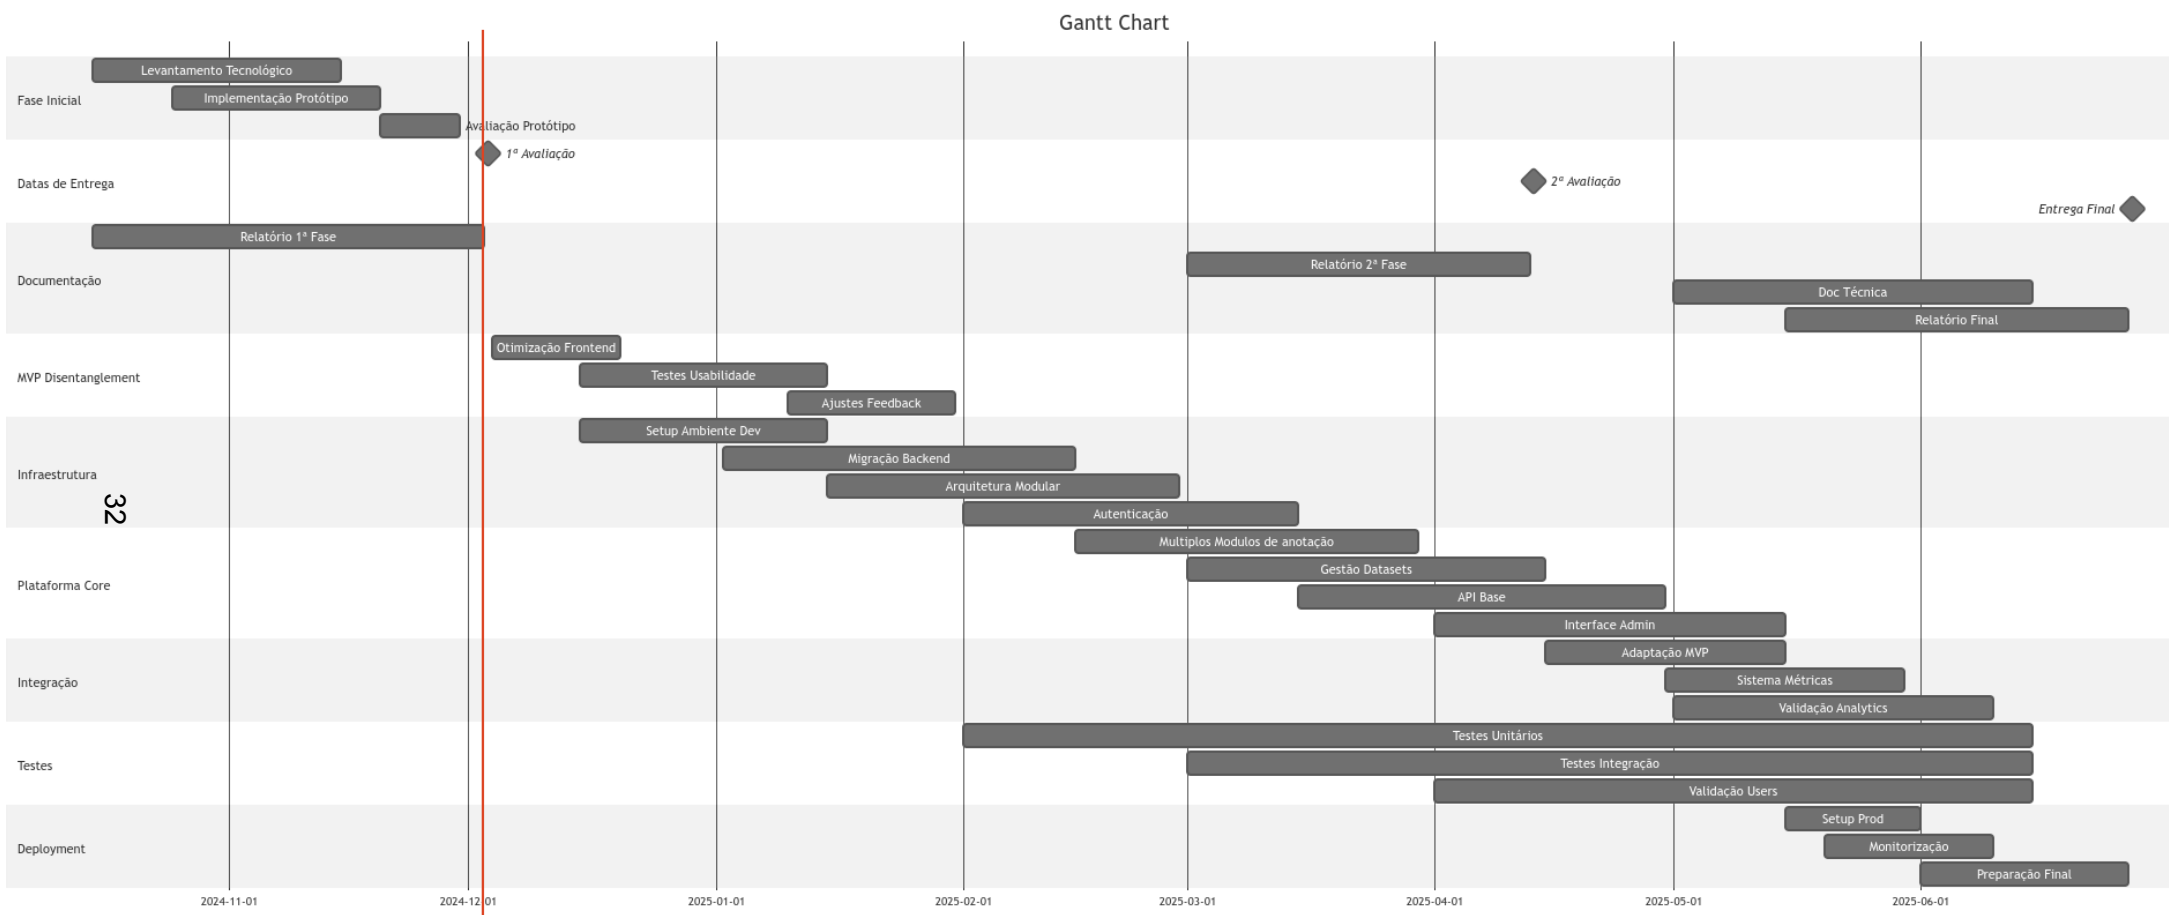 Gantt Chart
Fase Inicial
Levantamento Tecnológico
Implementação Protótipo
Avaliação Protótipo
Datas de Entrega
1ª Avaliação
2ª Avaliação
Entrega Final
Documentação
Relatório 1ª Fase
Relatório 2ª Fase
Doc Técnica
Relatório Final
MVP Disentanglement
Otimização Frontend
Testes Usabilidade
Ajustes Feedback
Infraestrutura
Setup Ambiente Dev
Migração Backend
Arquitetura Modular
Autenticação
32
Plataforma Core
Multiplos Modulos de anotação
Gestão Datasets
API Base
Interface Admin
Integração
Adaptação MVP
Sistema Métricas
Validação Analytics
Testes
Testes Unitários
Testes Integração
Validação Users
Deployment
Setup Prod
Monitorização
Preparação Final
2024-11-01 2024-12-01 2025-01-01 2025-02-01 2025-03-01 2025-04-01 2025-05-01 2025-06-01